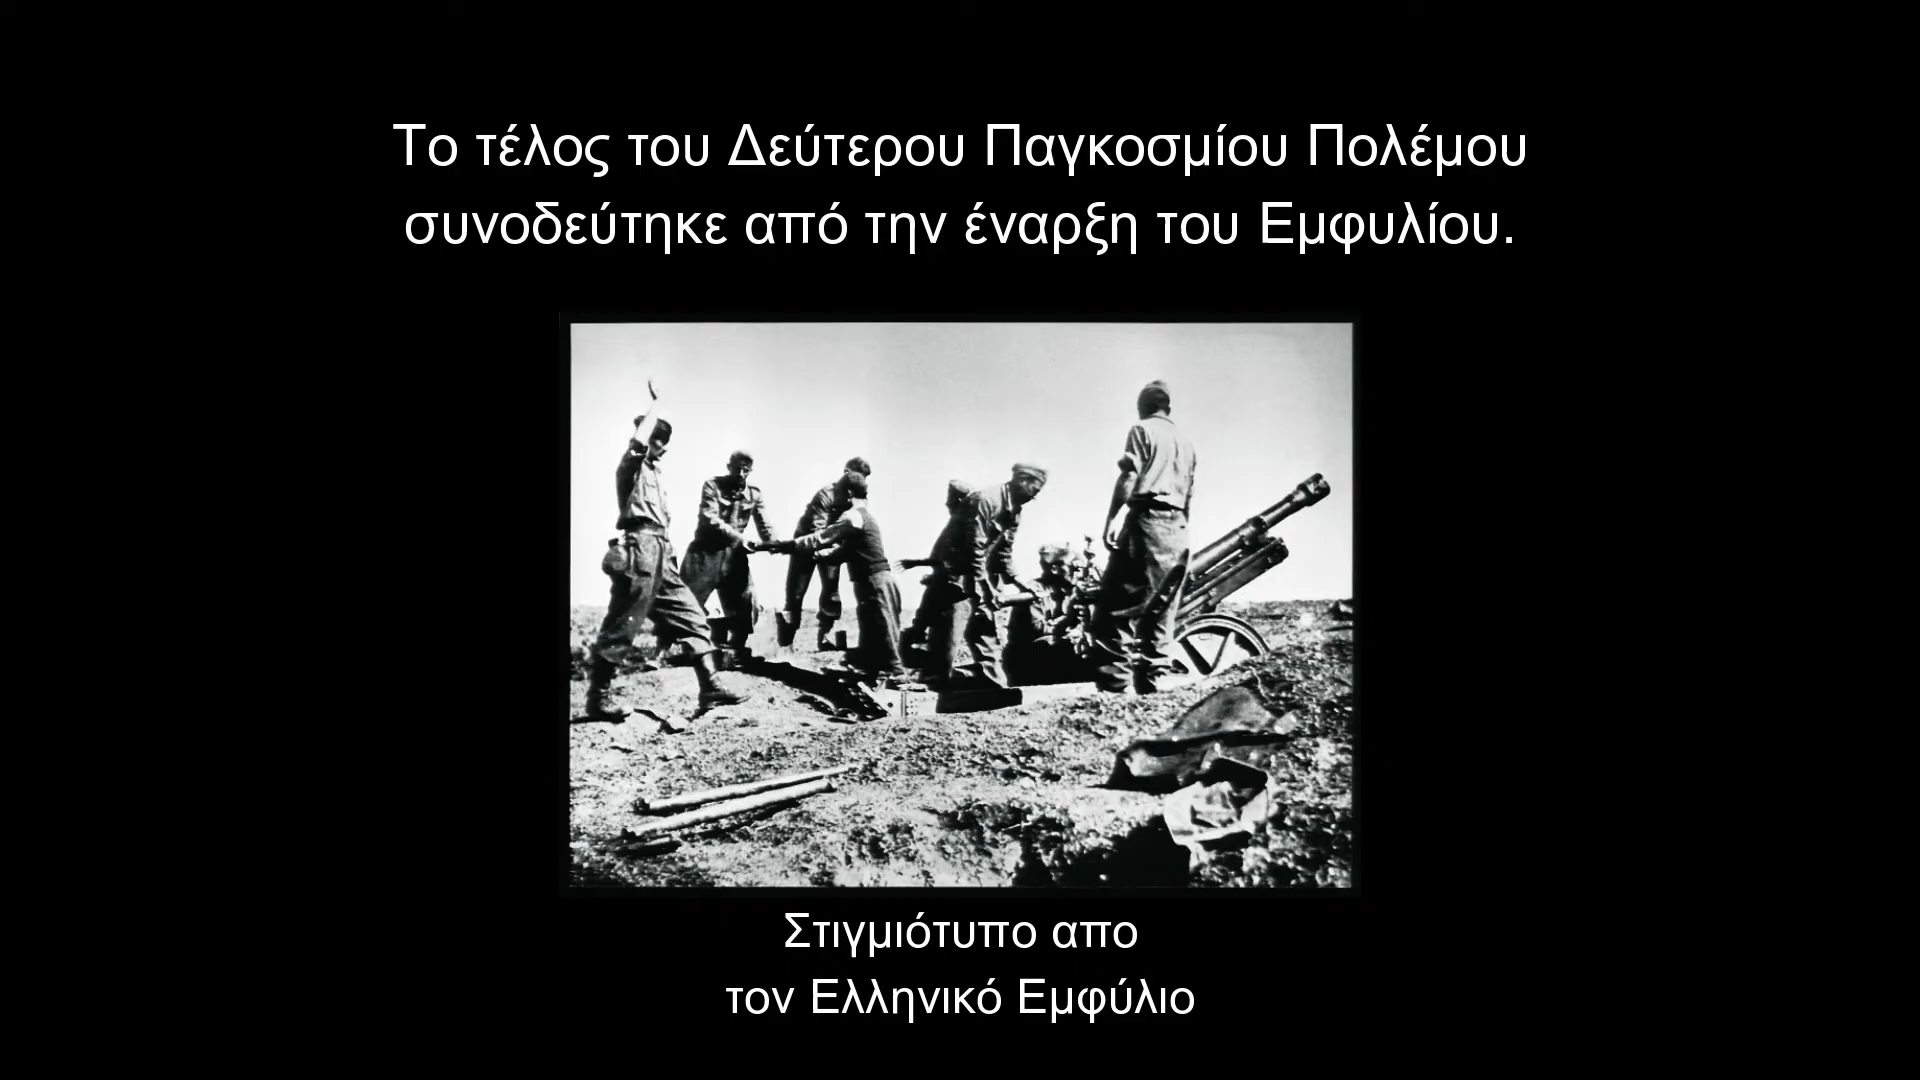 Το τέλος του Δεύτερου Παγκοσμίου Πολέμου
συνοδεύτηκε από την έναρξη του Εμφυλίου.
Στιγμιότυπο απο
τον Ελληνικό Εμφύλιο